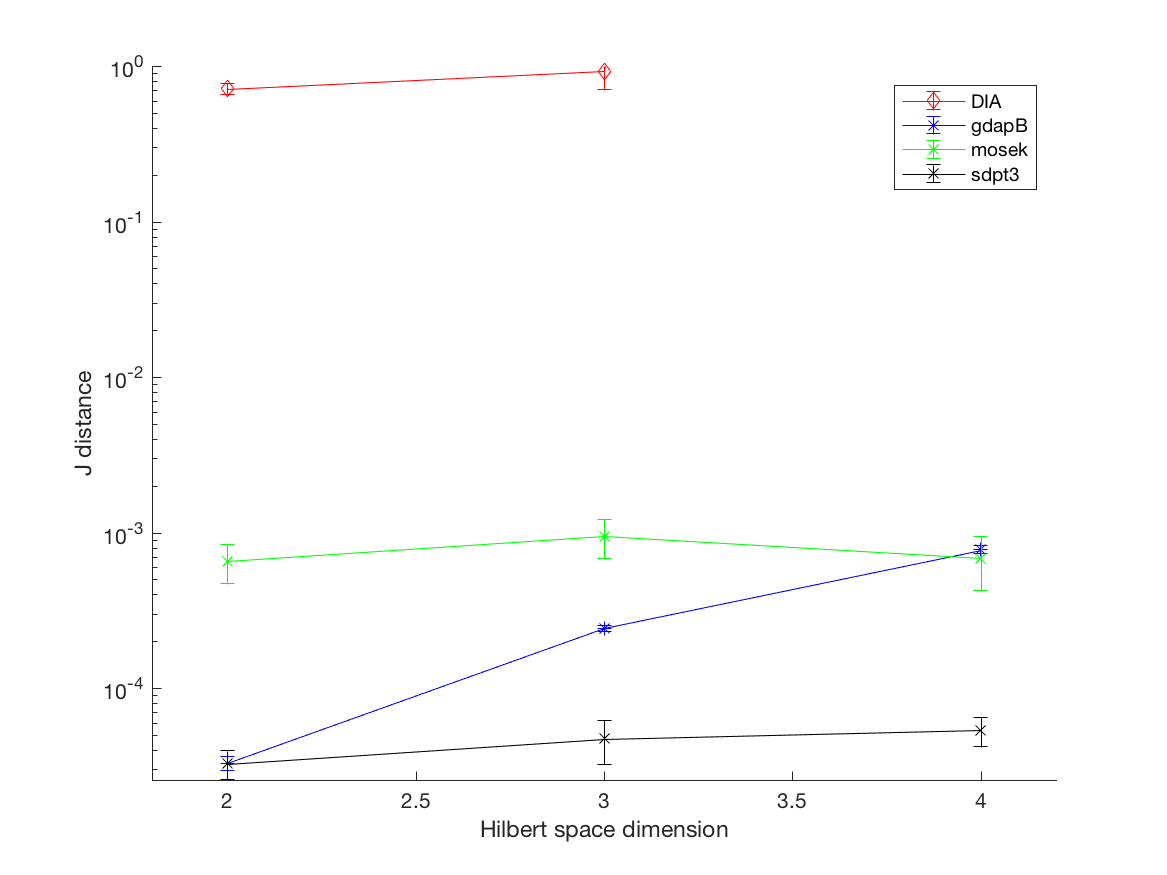 10^0
10^-1
10^-2
10^-3
10^-4
J distance
2
2.5
3
3.5
4
Hilbert space dimension
DIA
gdapB
mosek
sdpt3